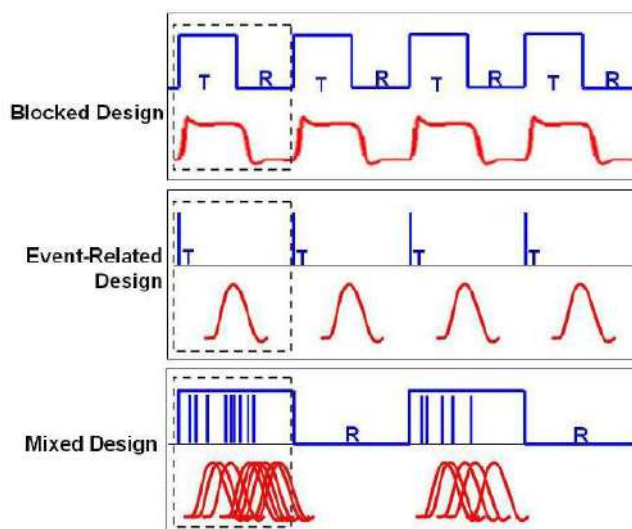 T R T R T R T R
Blocked Design
Event-Related
Design
T T T T
Mixed Design
R R